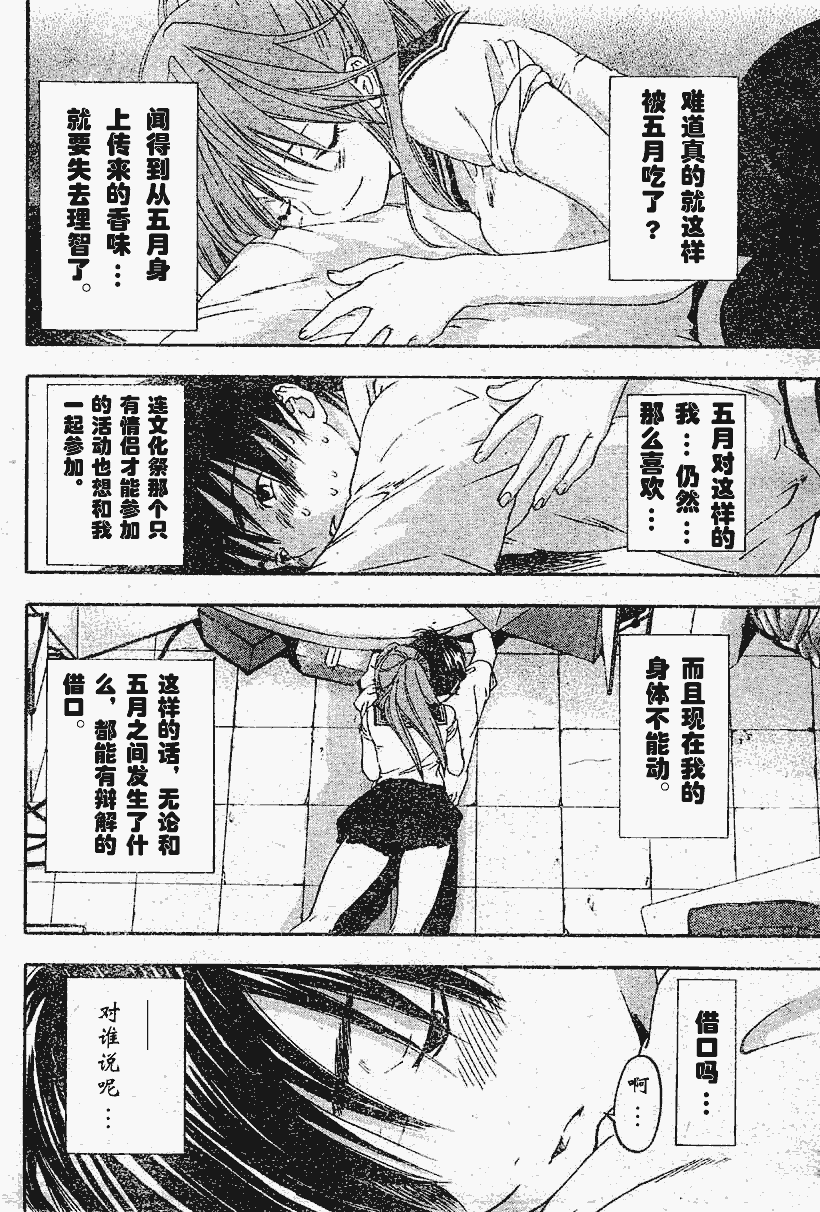 难道真的就这样
被五月吃了？
闻得到从五月身
上传来的香味…
就要失去理智了。
五月对这样的
我…仍然…
那么喜欢…
连文化祭那个只
有情侣才能参加
的活动也想和我
一起参加。
而且现在我的
身体不能动。
这样的话，无论和
五月之间发生了什
么，都能有辩解的
借口。
借口吗…
啊…
——
对谁说呢…